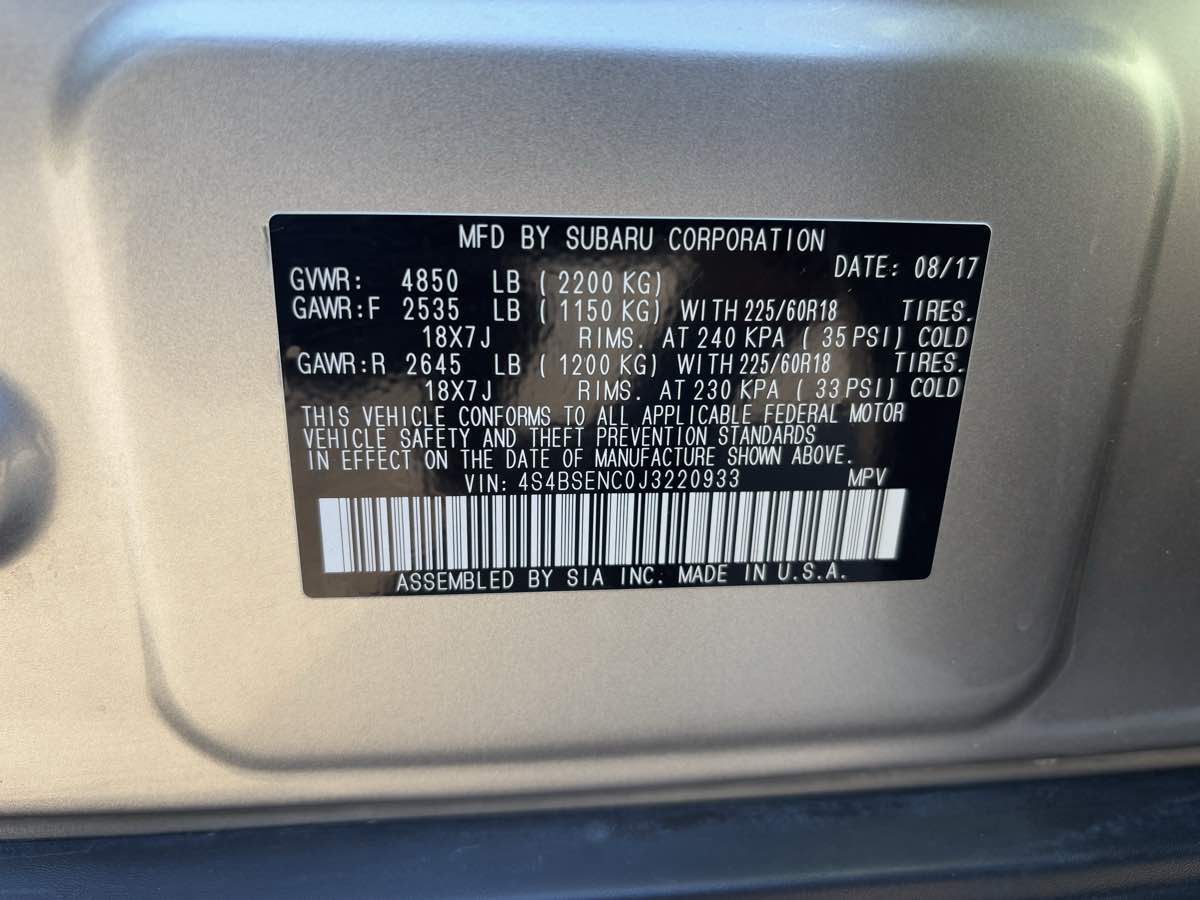 MFD BY SUBARU CORPORATION
DATE: 08/17
GVWR: 4850 LB ( 2200 KG)
GAWR:F 2535 LB ( 1150 KG) WITH 225/60R18 TIRES.
18X7J RIMS. AT 240 KPA ( 35 PSI) COLD
GAWR:R 2645 LB ( 1200 KG) WITH 225/60R18 TIRES.
18X7J RIMS. AT 230 KPA ( 33 PSI) COLD
THIS VEHICLE CONFORMS TO ALL APPLICABLE FEDERAL MOTOR
VEHICLE SAFETY AND THEFT PREVENTION STANDARDS
IN EFFECT ON THE DATE OF MANUFACTURE SHOWN ABOVE.
VIN: 4S4BSENC0J3220933 MPV
ASSEMBLED BY SIA INC. MADE IN U.S.A.